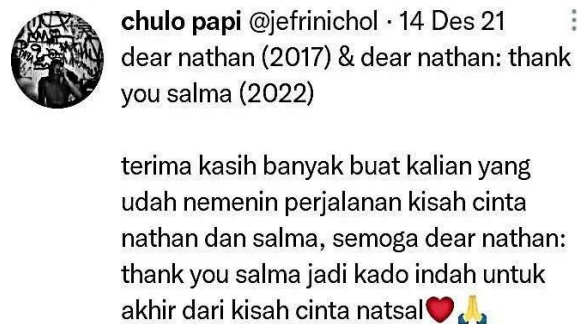 chulo papi @jefrinichol · 14 Des 21
dear nathan (2017) & dear nathan: thank
you salma (2022)
terima kasih banyak buat kalian yang
udah nemenin perjalanan kisah cinta
nathan dan salma, semoga dear nathan:
thank you salma jadi kado indah untuk
akhir dari kisah cinta natsal❤️🙏